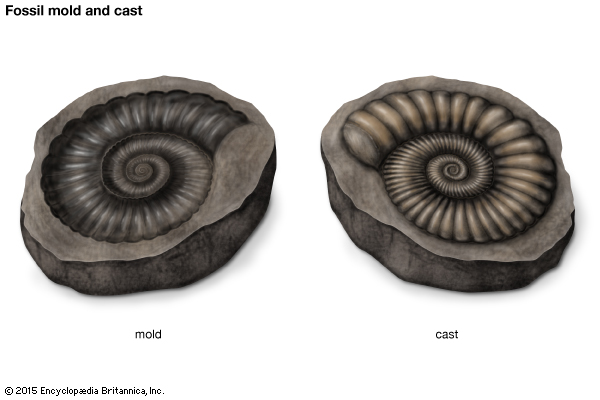 Fossil mold and cast
mold
cast
© 2015 Encyclopædia Britannica, Inc.